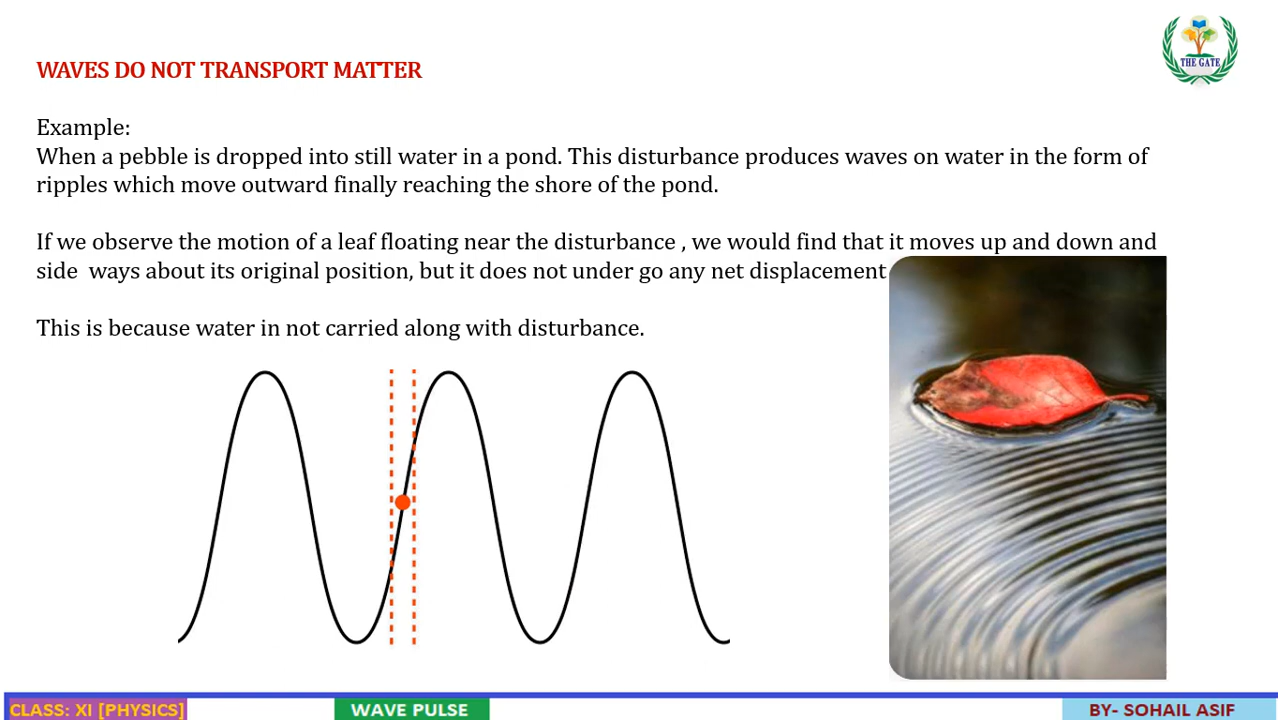 THE GATE
WAVES DO NOT TRANSPORT MATTER
Example:
When a pebble is dropped into still water in a pond. This disturbance produces waves on water in the form of
ripples which move outward finally reaching the shore of the pond.
If we observe the motion of a leaf floating near the disturbance , we would find that it moves up and down and
side ways about its original position, but it does not under go any net displacement
This is because water in not carried along with disturbance.
CLASS: XI [PHYSICS]
WAVE PULSE
BY- SOHAIL ASIF